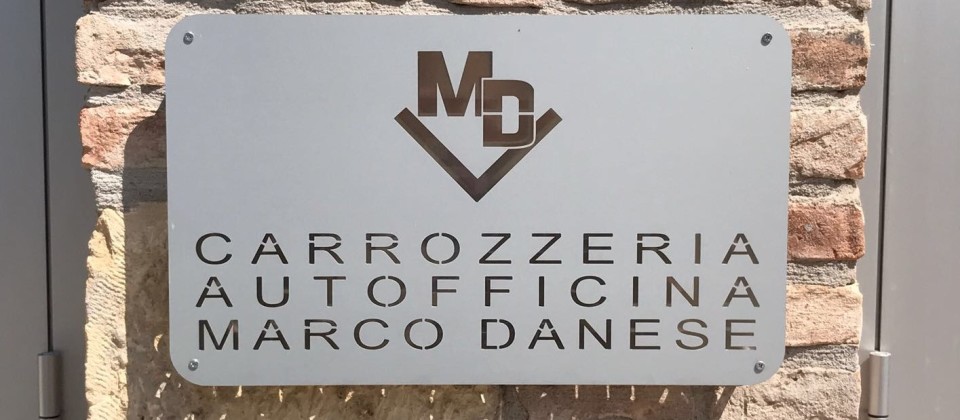 MD
CARROZZERIA
AUTOFFICINA
MARCO DANESE